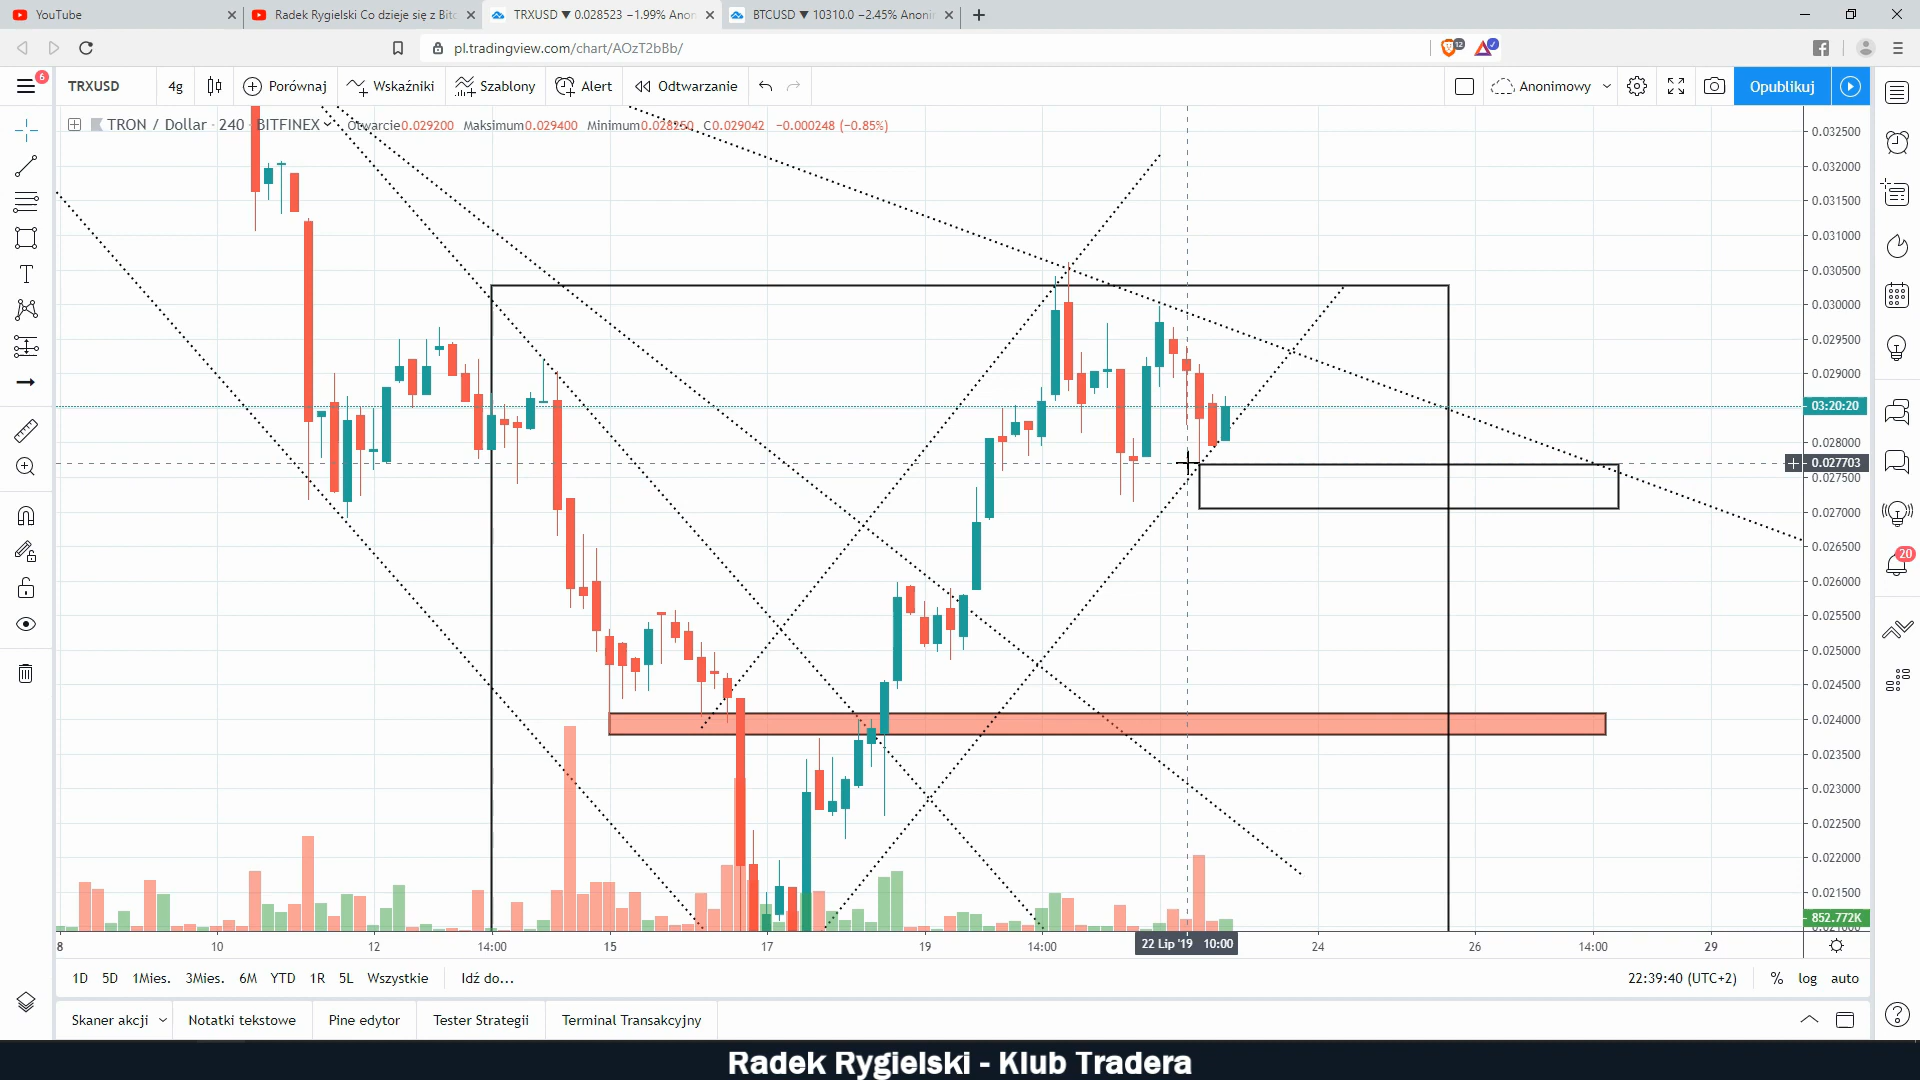 YouTube
Radek Rygielski Co dzieje się z Bitc
TRXUSD ▼ 0.028523 −1.99% Anon
BTCUSD ▼ 10310.0 −2.45% Anoni
pl.tradingview.com/chart/AOzT2bBb/
12
6
TRXUSD
4g
Porównaj
Wskaźniki
Szablony
Alert
Odtwarzanie
Anonimowy
Opublikuj
TRON / Dollar · 240 · BITFINEX
Otwarcie0.029200 Maksimum0.029400 Minimum0.028250 C0.029042 −0.000248 (−0.85%)
0.032500
0.032000
0.031500
0.031000
0.030500
0.030000
0.029500
0.029000
03:20:20
0.028000
0.027703
0.027500
0.027000
0.026500
0.026000
0.025500
0.025000
0.024500
0.024000
0.023500
0.023000
0.022500
0.022000
0.021500
852.772K
20
8
10
12
14:00
15
17
19
14:00
22 Lip '19 10:00
24
26
14:00
29
1D 5D 1Mies. 3Mies. 6M YTD 1R 5L Wszystkie
Idź do...
22:39:40 (UTC+2)
% log auto
Skaner akcji
Notatki tekstowe
Pine edytor
Tester Strategii
Terminal Transakcyjny
Radek Rygielski - Klub Tradera